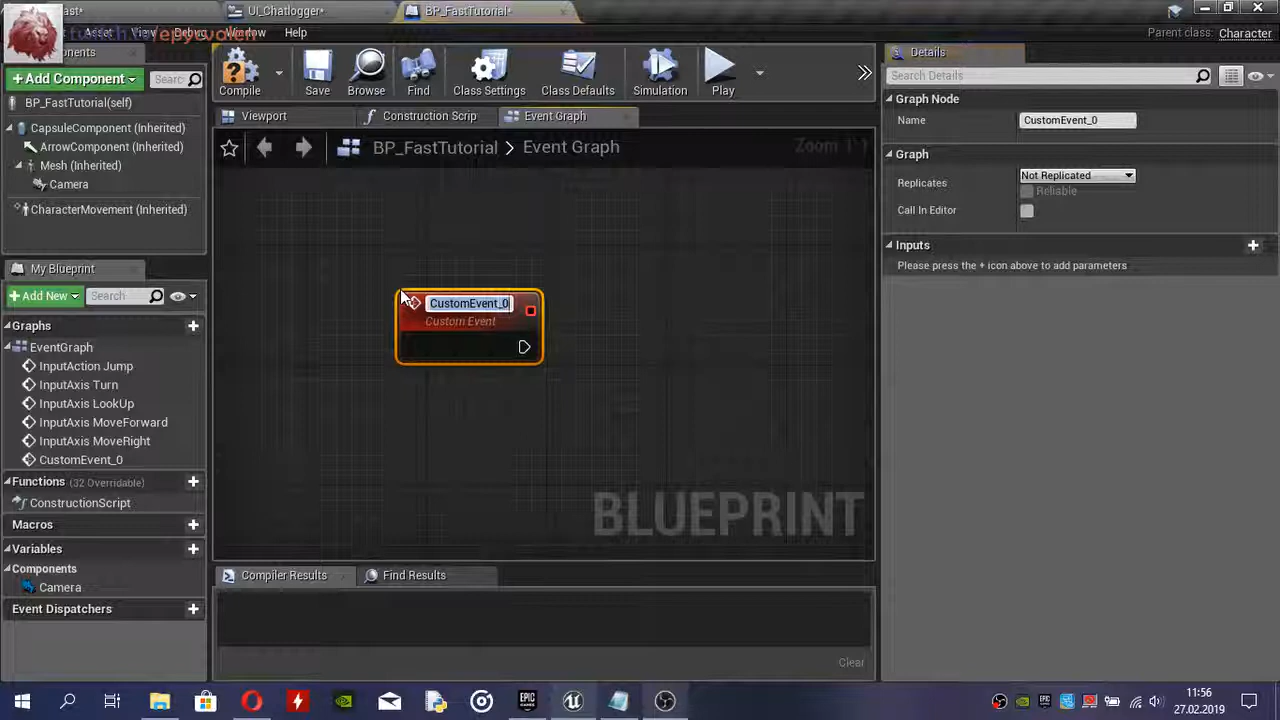 UI_Chatlogger*
BP_FastTutorial*
Asset View Debug Window Help
Parent class: Character
+Add Component
Searc
BP_FastTutorial(self)
CapsuleComponent (Inherited)
ArrowComponent (Inherited)
Mesh (Inherited)
Camera
CharacterMovement (Inherited)
My Blueprint
+Add New
Search
Graphs
EventGraph
InputAction Jump
InputAxis Turn
InputAxis LookUp
InputAxis MoveForward
InputAxis MoveRight
CustomEvent_0
Functions (32 Overridable)
ConstructionScript
Macros
Variables
Components
Camera
Event Dispatchers
Compile
Save
Browse
Find
Class Settings
Class Defaults
Simulation
Play
Viewport
Construction Scrip
Event Graph
BP_FastTutorial > Event Graph
CustomEvent_0
Custom Event
BLUEPRINT
Compiler Results
Find Results
Clear
Details
Search Details
Graph Node
Name
CustomEvent_0
Graph
Replicates
Not Replicated
Reliable
Call In Editor
Inputs
Please press the + icon above to add parameters
EPIC GAMES
11:56
27.02.2019